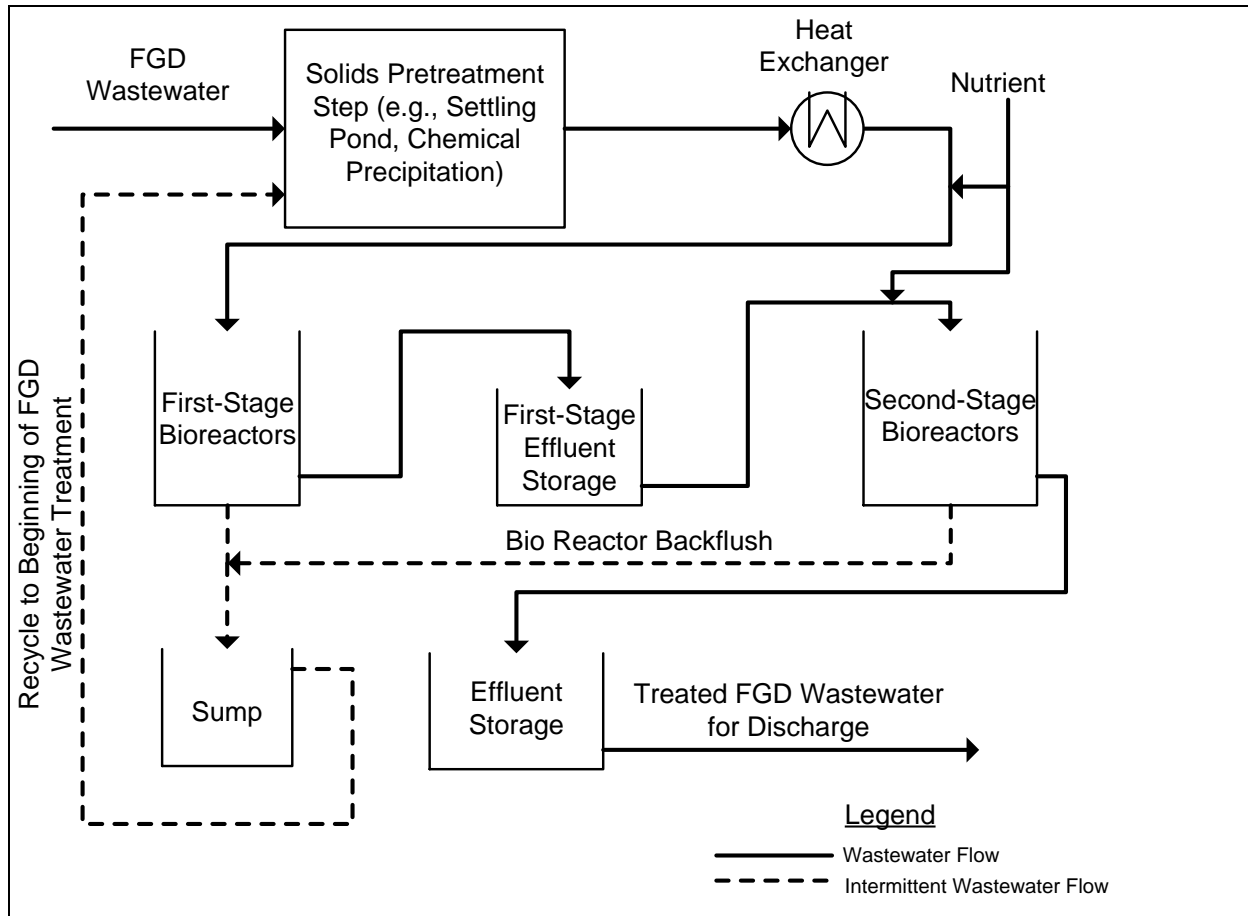 FGD
Wastewater
Solids Pretreatment
Step (e.g., Settling
Pond, Chemical
Precipitation)
Heat
Exchanger
Nutrient
First-Stage
Bioreactors
First-Stage
Effluent
Storage
Second-Stage
Bioreactors
Bio Reactor Backflush
Recycle to Beginning of FGD
Wastewater Treatment
Sump
Effluent
Storage
Treated FGD Wastewater
for Discharge
Legend
Wastewater Flow
Intermittent Wastewater Flow